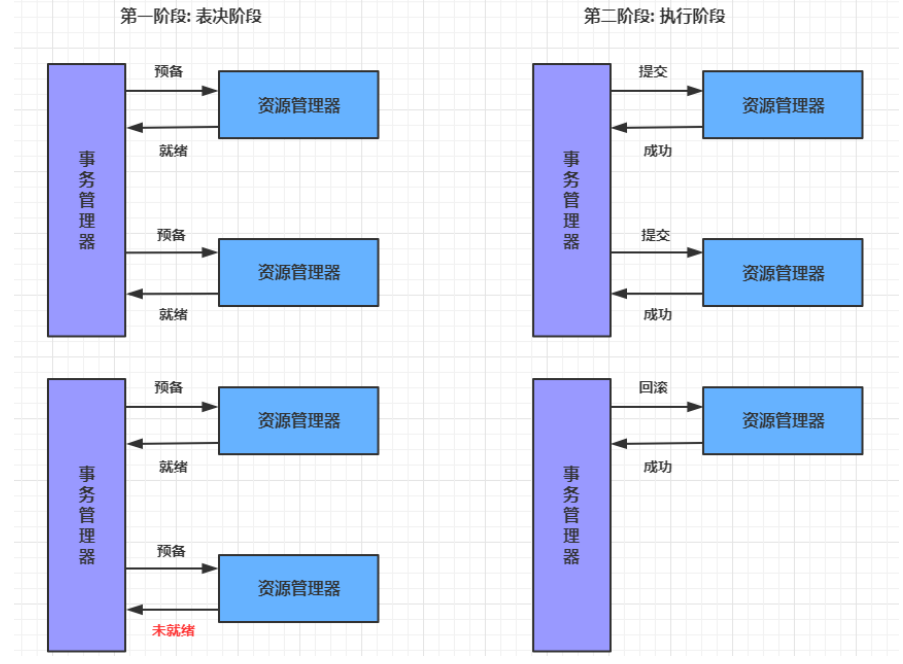 第一阶段: 表决阶段
第二阶段: 执行阶段
事务管理器
预备
资源管理器
就绪
预备
资源管理器
就绪
事务管理器
提交
资源管理器
成功
提交
资源管理器
成功
事务管理器
预备
资源管理器
就绪
预备
资源管理器
未就绪
事务管理器
回滚
资源管理器
成功